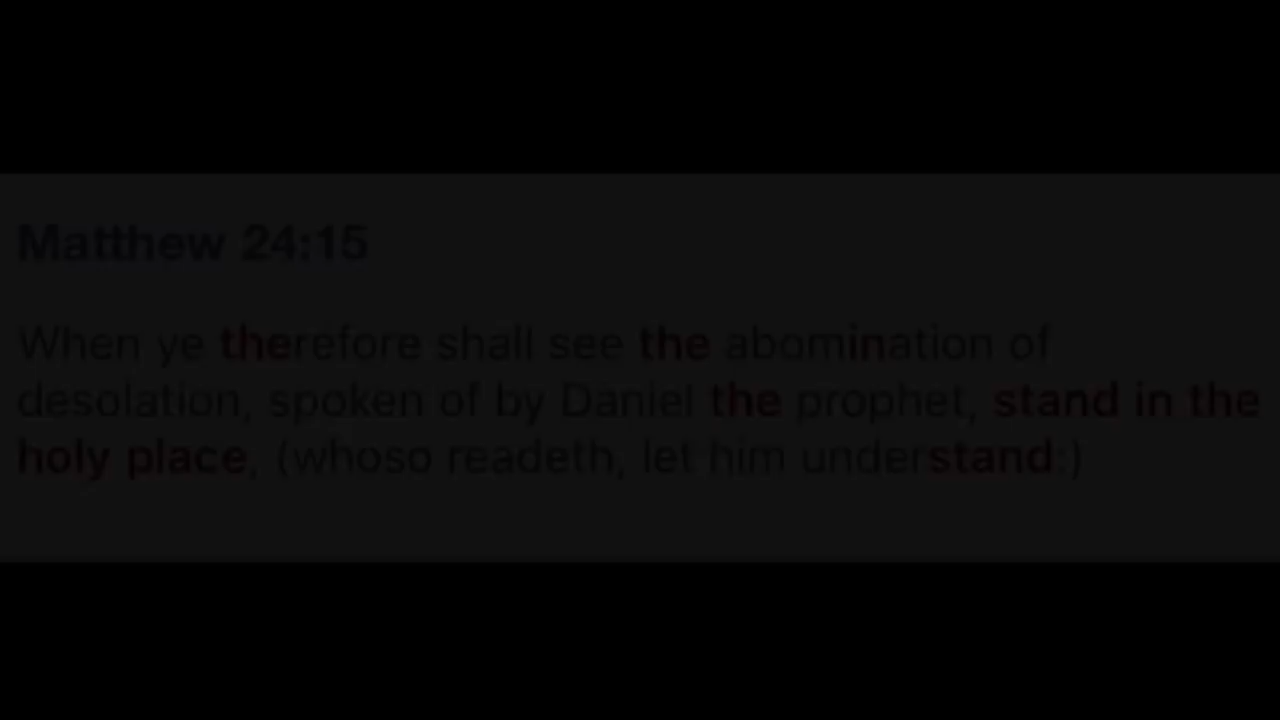 Matthew 24:15
When ye therefore shall see the abomination of
desolation, spoken of by Daniel the prophet, stand in the
holy place, (whoso readeth, let him understand:)